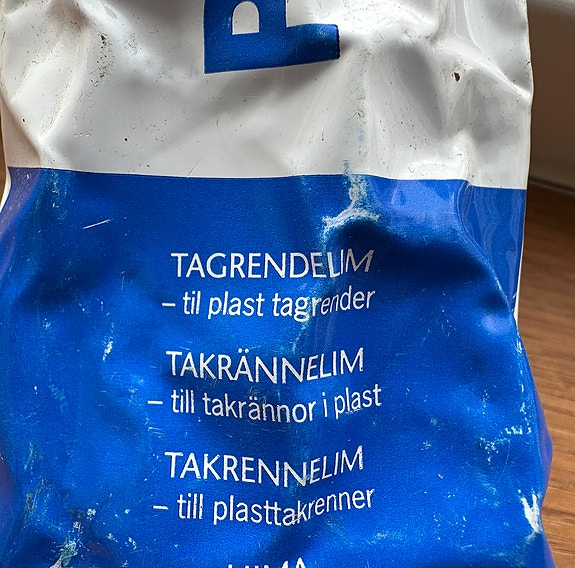 P
TAGRENDELIM
– til plast tagrender
TAKRÄNNELIM
– till takrännor i plast
TAKRENNELIM
– till plasttakrenner